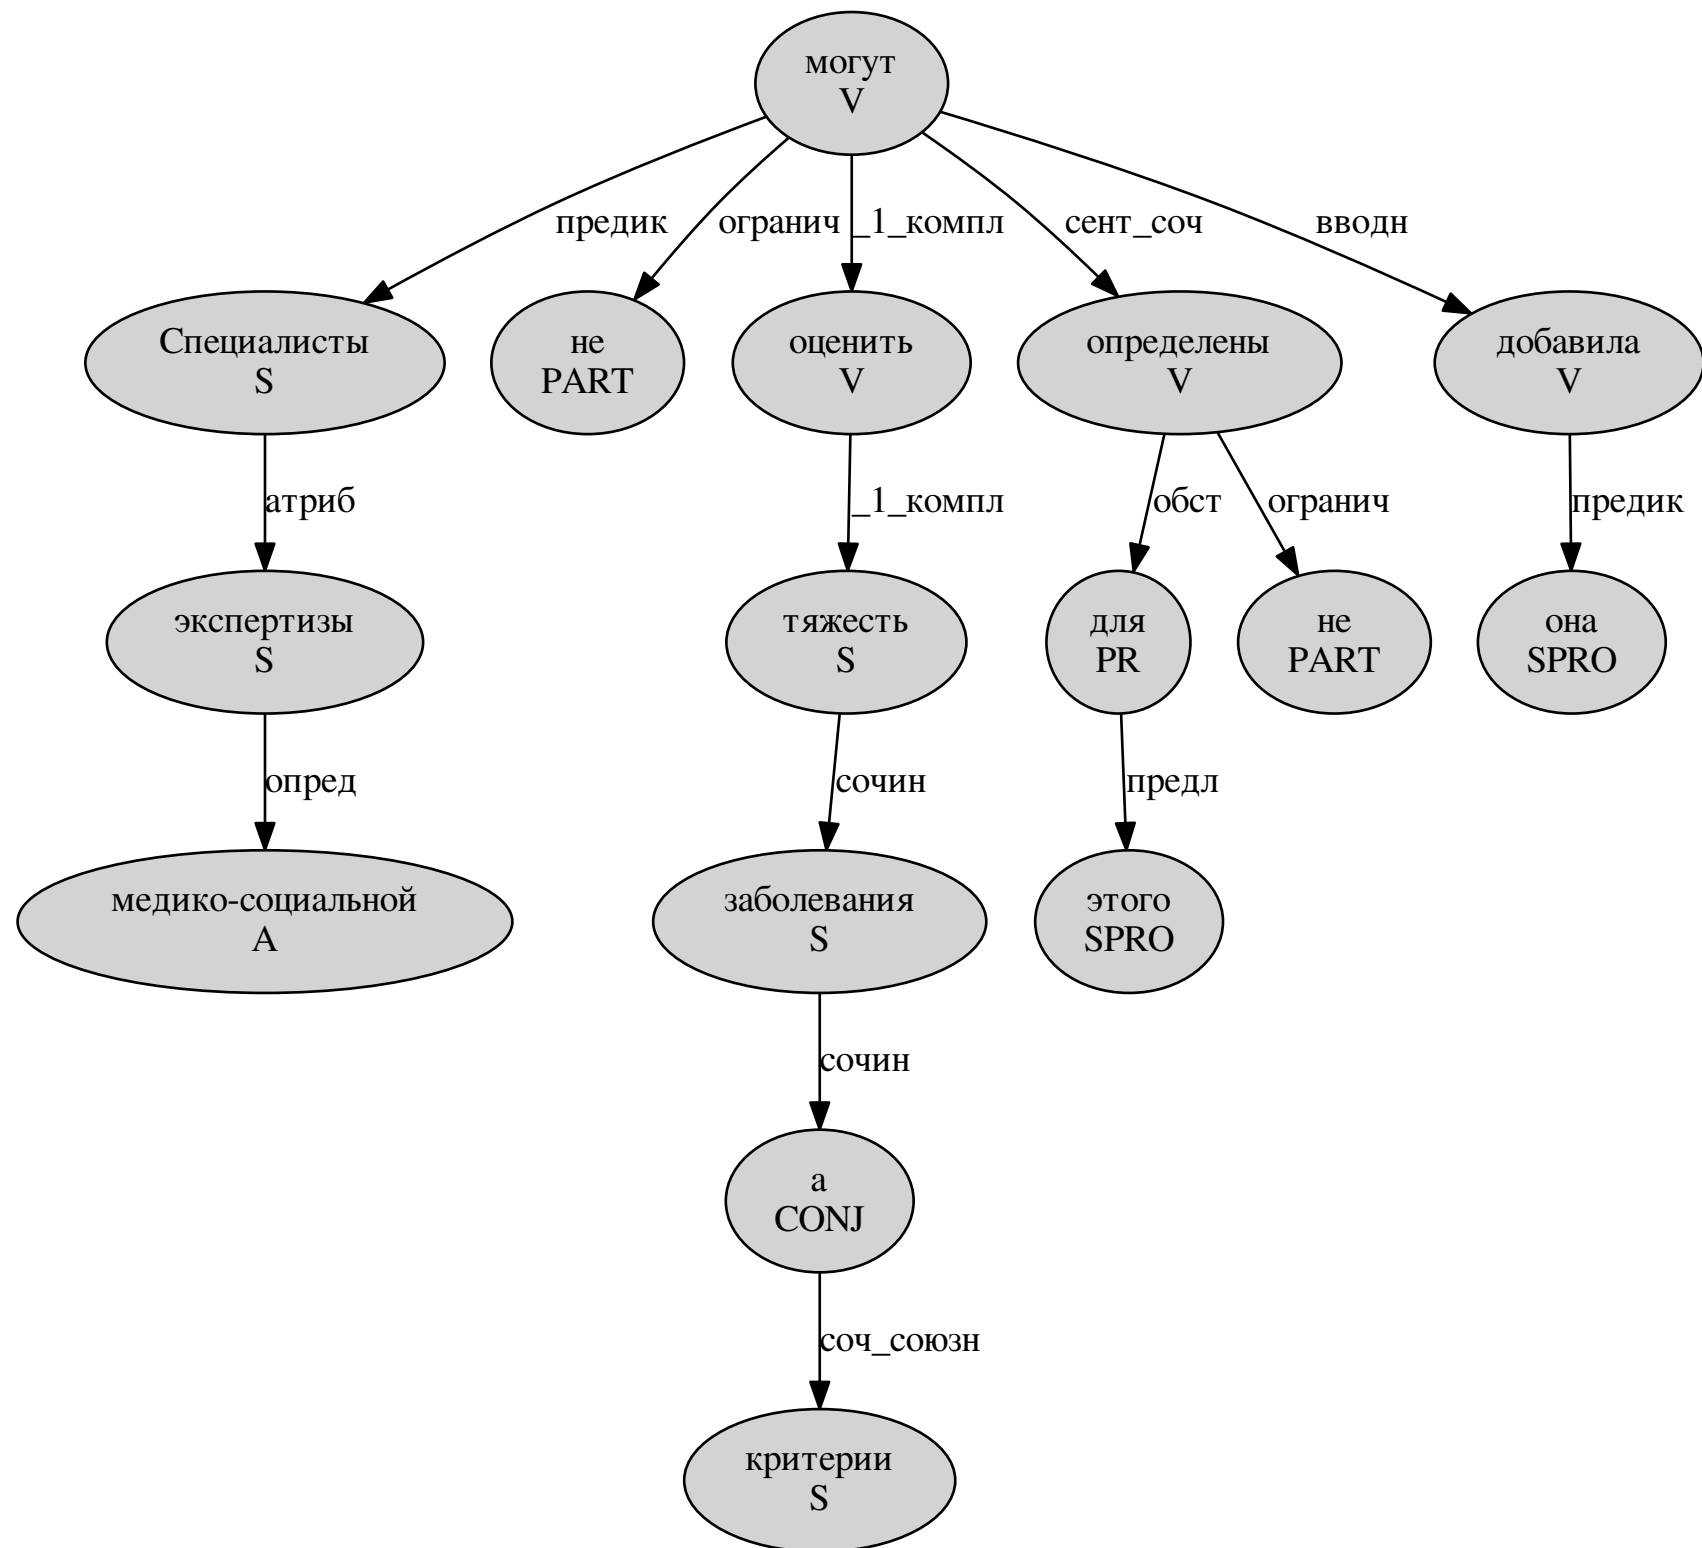 могут
V
предик
огранич
_1_компл
сент_соч
вводн
Специалисты
S
не
PART
оценить
V
определены
V
добавила
V
атриб
_1_компл
обст
огранич
предик
экспертизы
S
тяжесть
S
для
PR
не
PART
она
SPRO
опред
сочин
предл
медико-социальной
A
заболевания
S
этого
SPRO
сочин
а
CONJ
соч_союзн
критерии
S